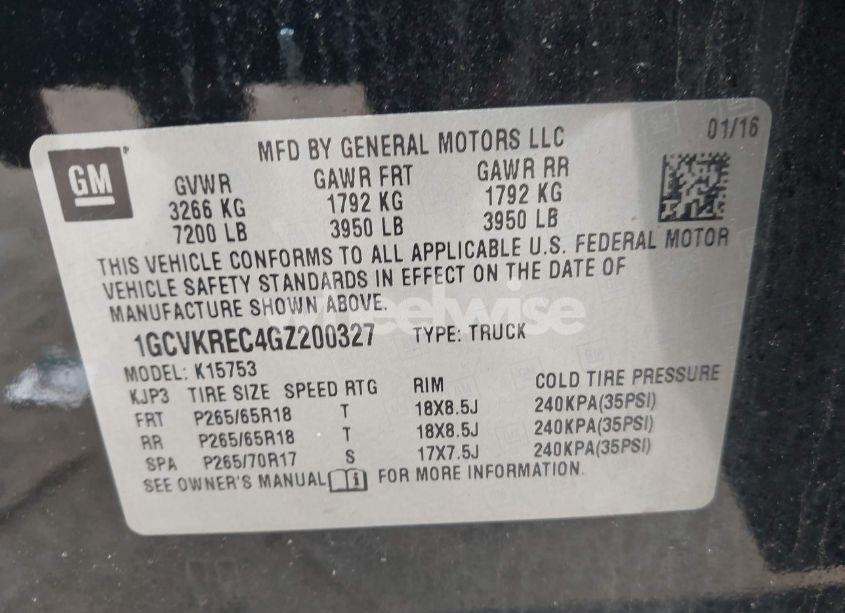 GM
MFD BY GENERAL MOTORS LLC
01/16
GVWR GAWR FRT GAWR RR
3266 KG 1792 KG 1792 KG
7200 LB 3950 LB 3950 LB
THIS VEHICLE CONFORMS TO ALL APPLICABLE U.S. FEDERAL MOTOR
VEHICLE SAFETY STANDARDS IN EFFECT ON THE DATE OF
MANUFACTURE SHOWN ABOVE.
wheelwise
1GCVKREC4GZ200327 TYPE: TRUCK
MODEL: K15753
KJP3 TIRE SIZE SPEED RTG RIM COLD TIRE PRESSURE
FRT P265/65R18 T 18X8.5J 240KPA(35PSI)
RR P265/65R18 T 18X8.5J 240KPA(35PSI)
SPA P265/70R17 S 17X7.5J 240KPA(35PSI)
SEE OWNER'S MANUAL FOR MORE INFORMATION.